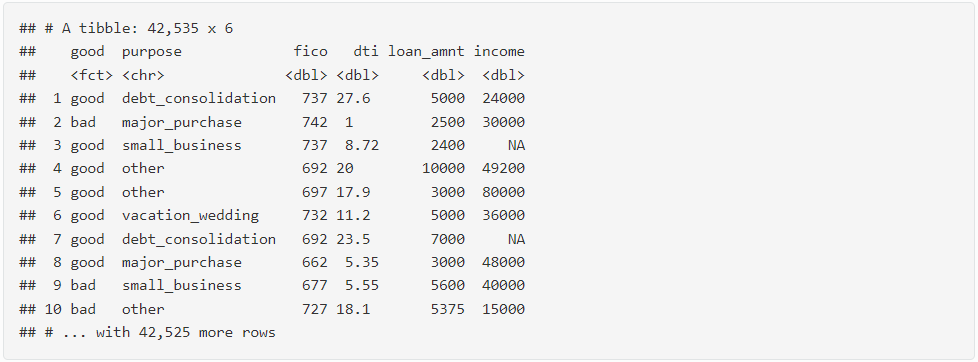 ## # A tibble: 42,535 x 6
##    good  purpose              fico   dti loan_amnt income
##    <fct> <chr>               <dbl> <dbl>     <dbl>  <dbl>
##  1 good  debt_consolidation   737 27.6       5000  24000
##  2 bad   major_purchase       742  1         2500  30000
##  3 good  small_business       737  8.72      2400     NA
##  4 good  other                692 20        10000  49200
##  5 good  other                697 17.9       3000  80000
##  6 good  vacation_wedding     732 11.2       5000  36000
##  7 good  debt_consolidation   692 23.5       7000     NA
##  8 good  major_purchase       662  5.35      3000  48000
##  9 bad   small_business       677  5.55      5600  40000
## 10 bad   other                727 18.1       5375  15000
## # ... with 42,525 more rows